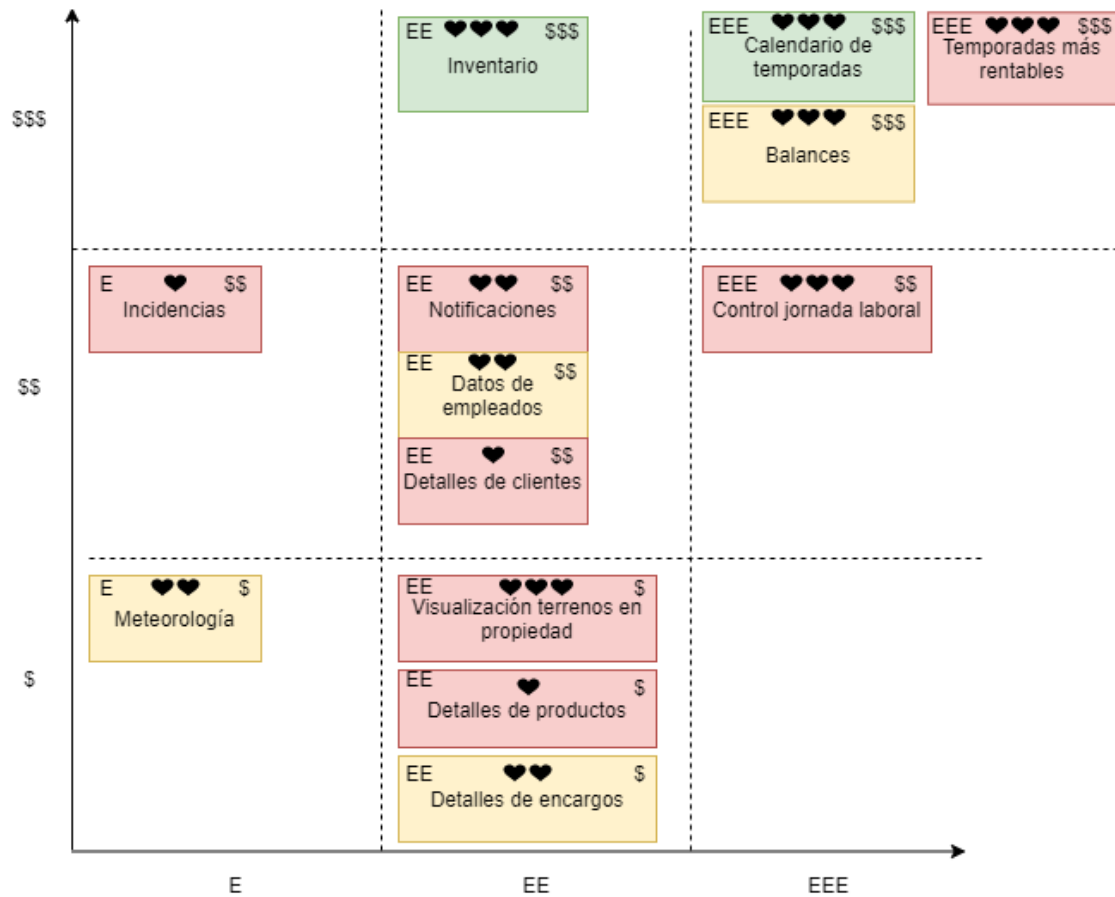 EE ♥♥♥ $$$
Inventario
EEE ♥♥♥ $$$
Calendario de
temporadas
EEE ♥♥♥ $$$
Temporadas más
rentables
$$$
EEE ♥♥♥ $$$
Balances
E ♥ $$
Incidencias
EE ♥♥ $$
Notificaciones
EEE ♥♥♥ $$
Control jornada laboral
$$
EE ♥♥ $$
Datos de
empleados
EE ♥ $$
Detalles de clientes
E ♥♥ $
Meteorología
EE ♥♥♥ $
Visualización terrenos en
propiedad
$
EE ♥ $
Detalles de productos
EE ♥♥ $
Detalles de encargos
E
EE
EEE